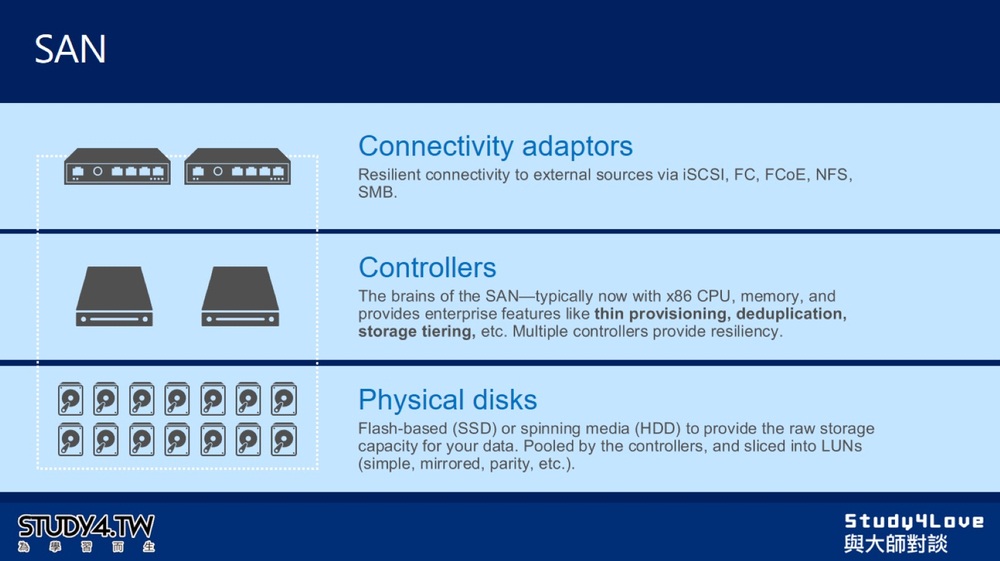 SAN
Connectivity adaptors
Resilient connectivity to external sources via iSCSI, FC, FCoE, NFS,
SMB.
Controllers
The brains of the SAN—typically now with x86 CPU, memory, and
provides enterprise features like thin provisioning, deduplication,
storage tiering, etc. Multiple controllers provide resiliency.
Physical disks
Flash-based (SSD) or spinning media (HDD) to provide the raw storage
capacity for your data. Pooled by the controllers, and sliced into LUNs
(simple, mirrored, parity, etc.).
STUDY4.TW
為學習而生
Study4Love
與大師對談